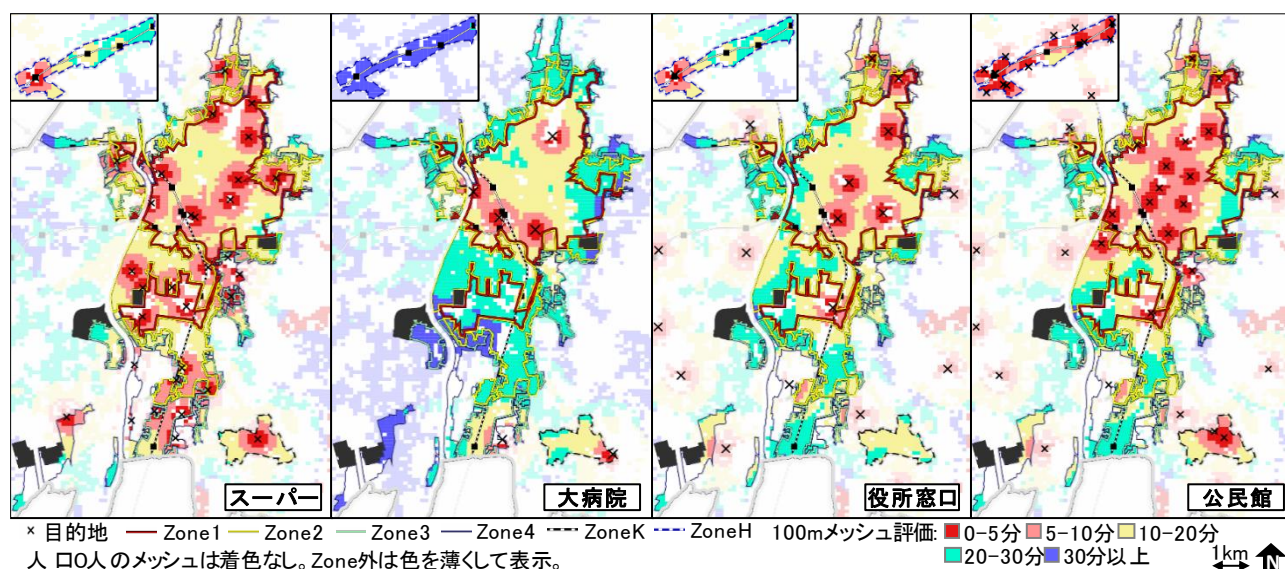 スーパー
大病院
役所窓口
公民館
× 目的地 Zone1 Zone2 Zone3 Zone4 ZoneK ZoneH 100mメッシュ評価: 0-5分 5-10分 10-20分
人口0人のメッシュは着色なし。Zone外は色を薄くして表示。 20-30分 30分以上 1km N